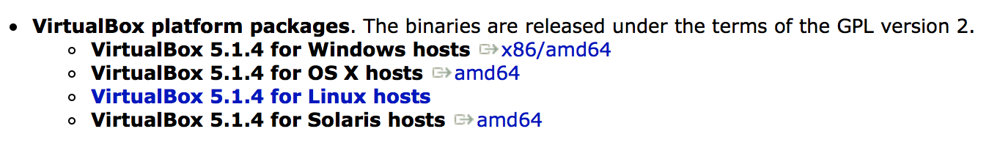 VirtualBox platform packages. The binaries are released under the terms of the GPL version 2.
VirtualBox 5.1.4 for Windows hosts x86/amd64
VirtualBox 5.1.4 for OS X hosts amd64
VirtualBox 5.1.4 for Linux hosts
VirtualBox 5.1.4 for Solaris hosts amd64